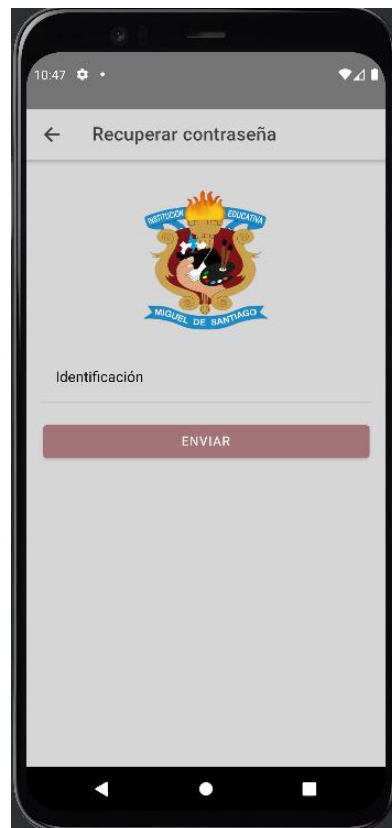 10:47
Recuperar contraseña
INSTITUCIÓN EDUCATIVA
MIGUEL DE SANTIAGO
Identificación
ENVIAR